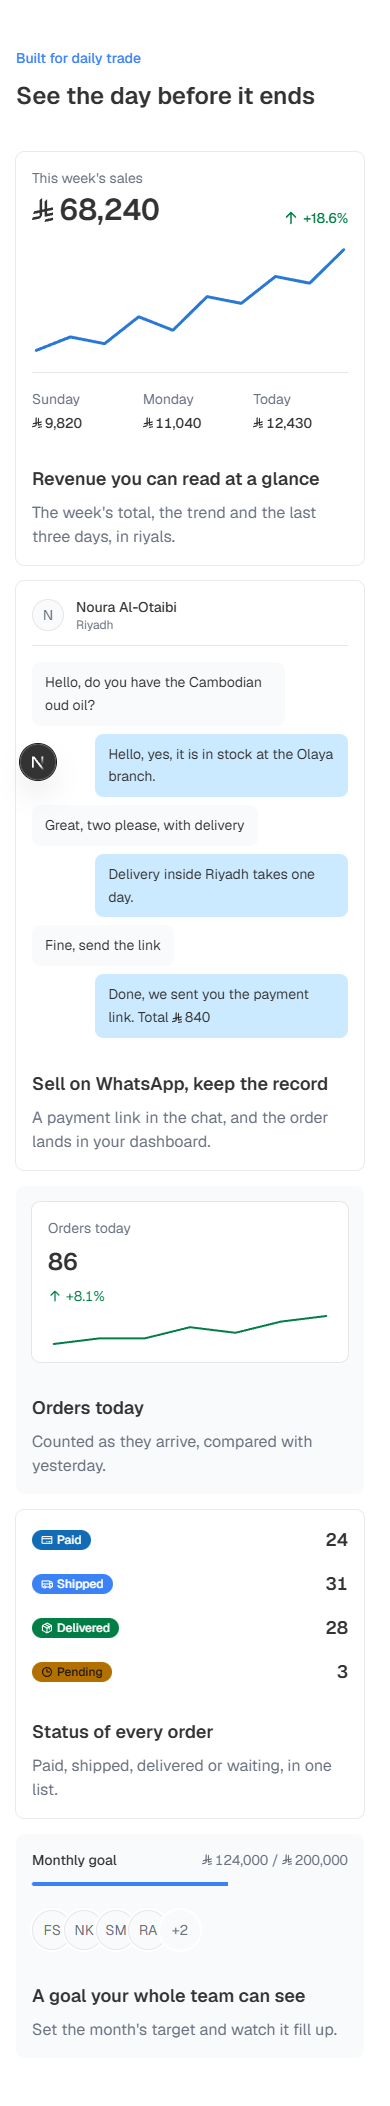 Built for daily trade
See the day before it ends
This week's sales
⃁ 68,240
↑ +18.6%
Sunday
Monday
Today
⃁ 9,820
⃁ 11,040
⃁ 12,430
Revenue you can read at a glance
The week's total, the trend and the last
three days, in riyals.
N
Noura Al-Otaibi
Riyadh
Hello, do you have the Cambodian
oud oil?
Hello, yes, it is in stock at the Olaya
branch.
N
Great, two please, with delivery
Delivery inside Riyadh takes one
day.
Fine, send the link
Done, we sent you the payment
link. Total ⃁ 840
Sell on WhatsApp, keep the record
A payment link in the chat, and the order
lands in your dashboard.
Orders today
86
↑ +8.1%
Orders today
Counted as they arrive, compared with
yesterday.
Paid
24
Shipped
31
Delivered
28
Pending
3
Status of every order
Paid, shipped, delivered or waiting, in one
list.
Monthly goal
⃁ 124,000 / ⃁ 200,000
FS
NK
SM
RA
+2
A goal your whole team can see
Set the month's target and watch it fill up.